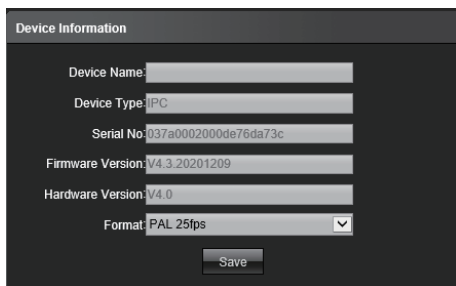 Device Information
Device Name:
Device Type: IPC
Serial No: 037a0002000de76da73c
Firmware Version: V4.3.20201209
Hardware Version: V4.0
Format: PAL 25fps
Save